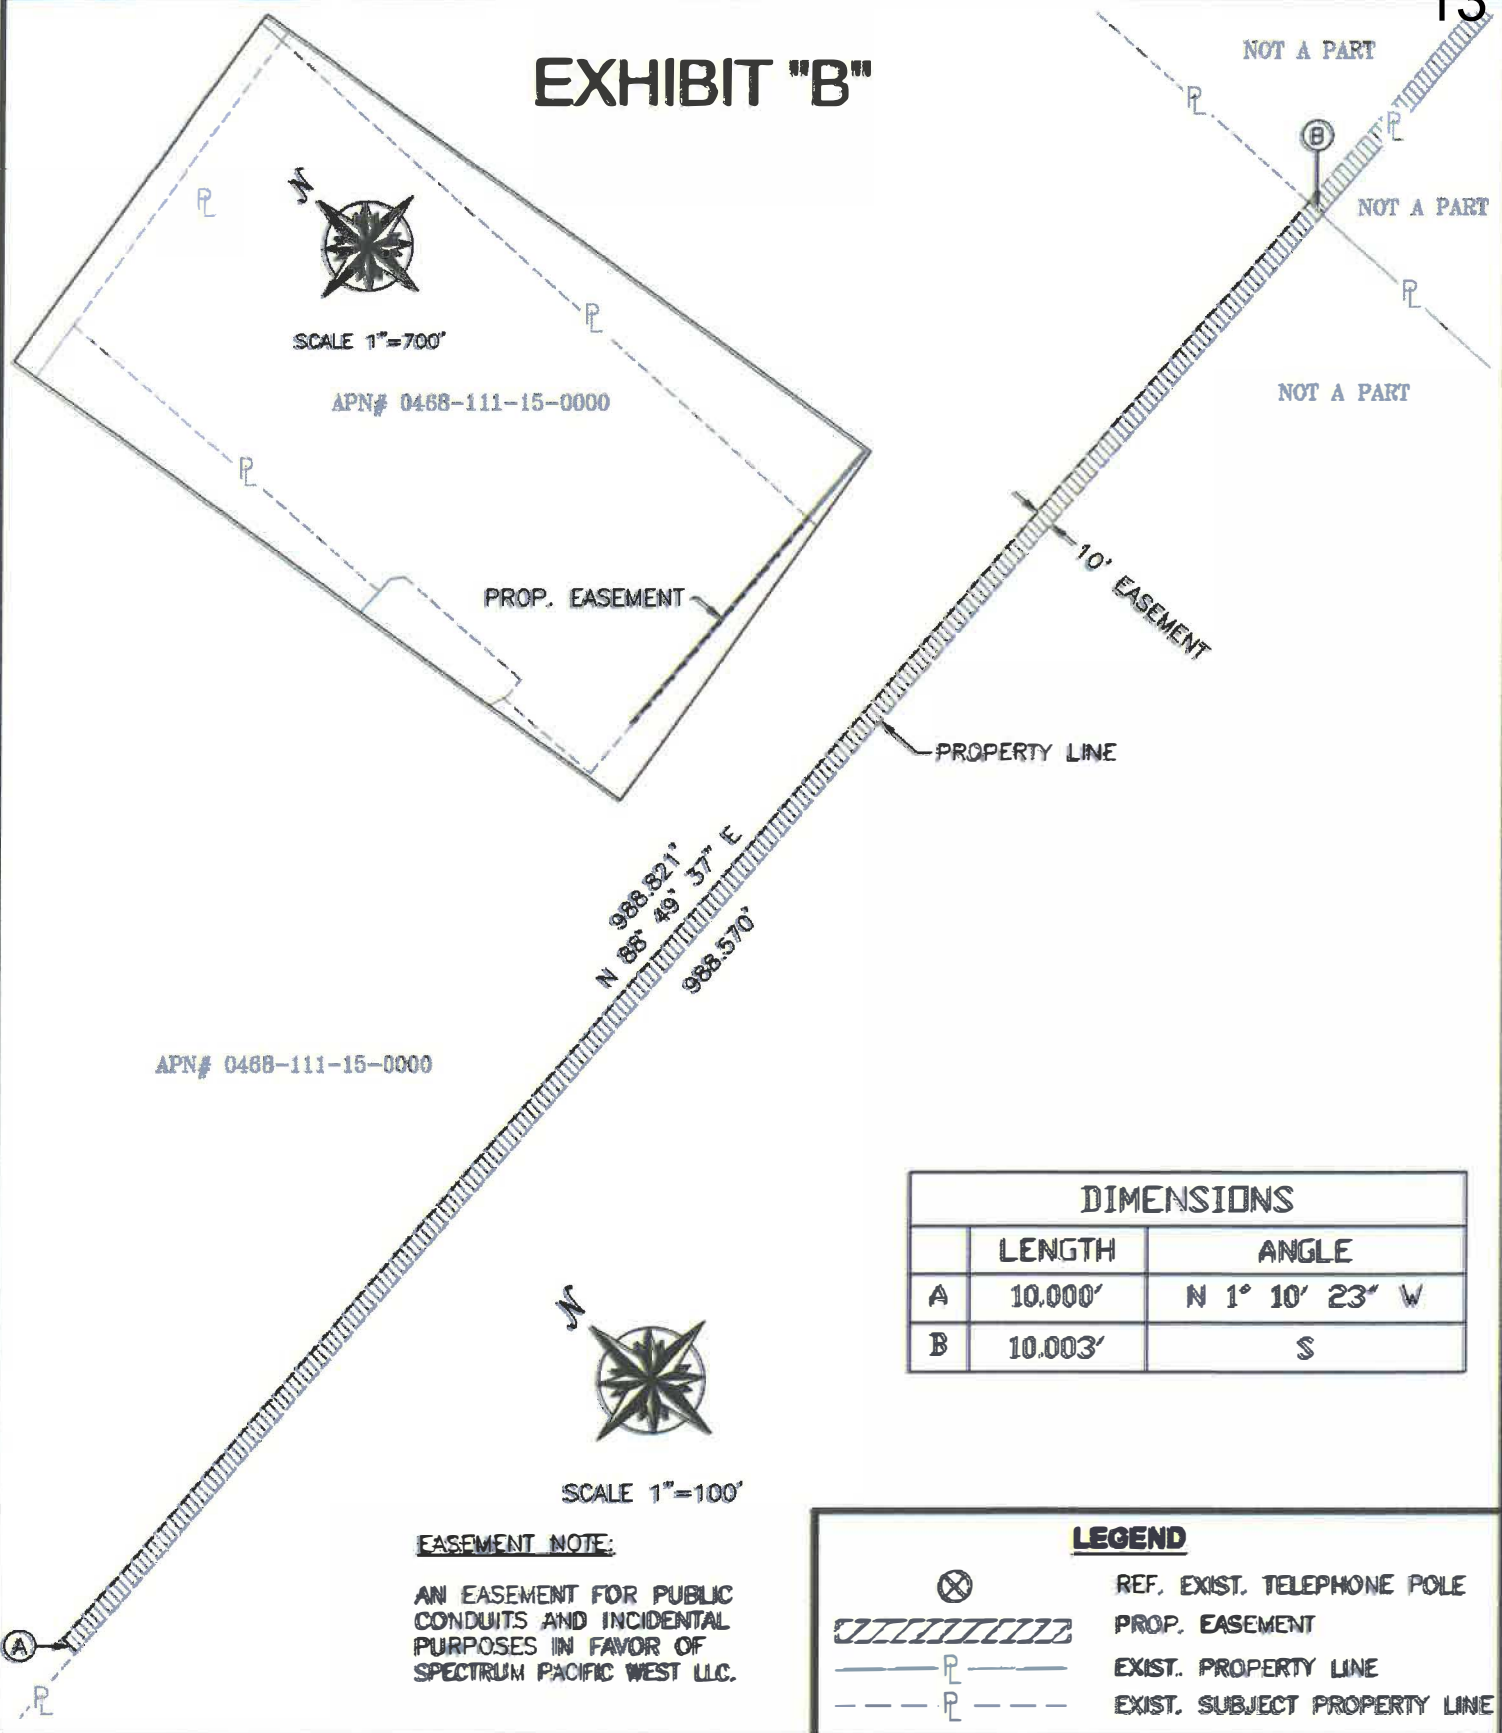 13
EXHIBIT "B"
NOT A PART
PL
B
PL
NOT A PART
PL
NOT A PART
PL
N
SCALE 1"=700'
PL
APN# 0468-111-15-0000
PL
PROP. EASEMENT
10' EASEMENT
PROPERTY LINE
988.821'
N 88° 49' 37" E
988.570'
APN# 0468-111-15-0000
DIMENSIONS
LENGTH ANGLE
A 10.000' N 1° 10' 23" W
B 10.003' S
N
SCALE 1"=100'
EASEMENT NOTE:
AN EASEMENT FOR PUBLIC
CONDUITS AND INCIDENTAL
PURPOSES IN FAVOR OF
SPECTRUM PACIFIC WEST LLC.
A
PL
LEGEND
REF. EXIST. TELEPHONE POLE
PROP. EASEMENT
PL EXIST. PROPERTY LINE
PL EXIST. SUBJECT PROPERTY LINE